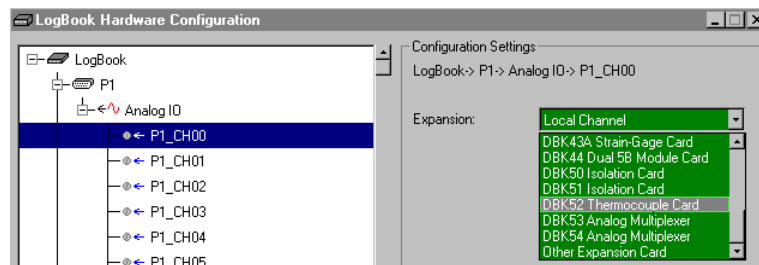 LogBook Hardware Configuration
LogBook
P1
Analog IO
P1_CH00
P1_CH01
P1_CH02
P1_CH03
P1_CH04
P1_CH05
Configuration Settings
LogBook-> P1-> Analog IO-> P1_CH00
Expansion:
Local Channel
DBK43A Strain-Gage Card
DBK44 Dual 5B Module Card
DBK50 Isolation Card
DBK51 Isolation Card
DBK52 Thermocouple Card
DBK53 Analog Multiplexer
DBK54 Analog Multiplexer
Other Expansion Card